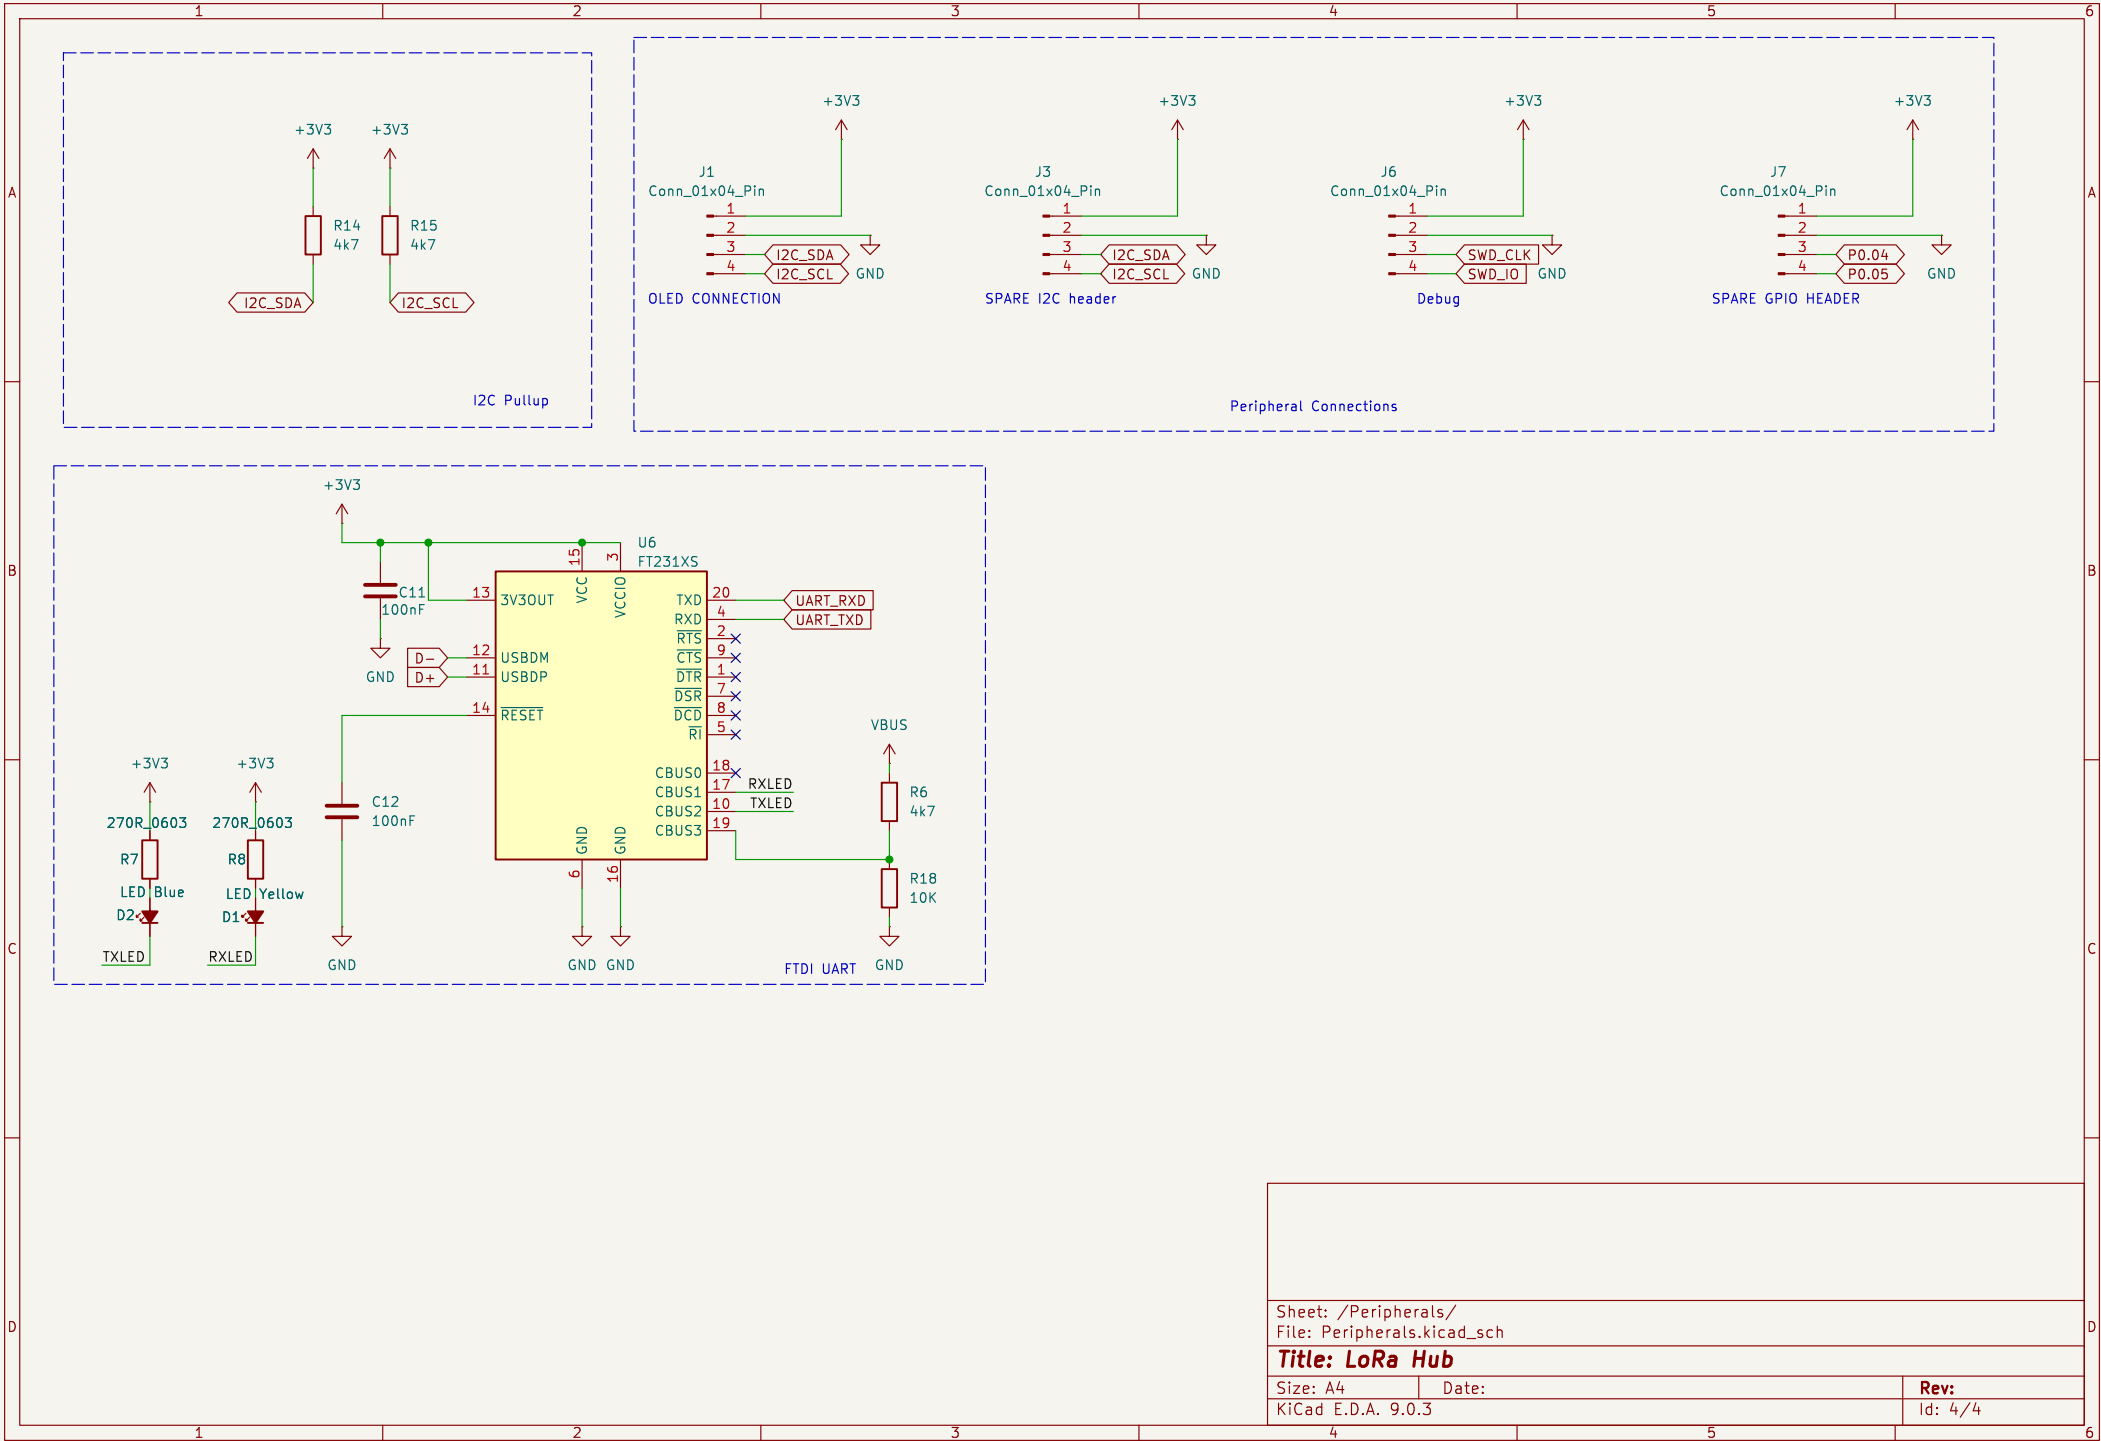 1 2 3 4 5 6
A A
B B
C C
D D
+3V3 +3V3
R14
4k7
R15
4k7
I2C_SDA I2C_SCL
I2C Pullup
+3V3
J1
Conn_01x04_Pin
1
2
3 I2C_SDA
4 I2C_SCL
GND
OLED CONNECTION
+3V3
J3
Conn_01x04_Pin
1
2
3 I2C_SDA
4 I2C_SCL
GND
SPARE I2C header
+3V3
J6
Conn_01x04_Pin
1
2
3 SWD_CLK
4 SWD_IO
GND
Debug
+3V3
J7
Conn_01x04_Pin
1
2
3 P0.04
4 P0.05
GND
SPARE GPIO HEADER
Peripheral Connections
+3V3
U6
FT231XS
15 3
VCC VCCIO
C11
100nF
GND
13 3V3OUT
D- 12 USBDM
D+ 11 USBDP
14 RESET
TXD 20 UART_RXD
RXD 4 UART_TXD
RTS 2
CTS 9
DTR 1
DSR 7
DCD 8
RI 5
CBUS0 18
CBUS1 17 RXLED
CBUS2 10 TXLED
CBUS3 19
GND GND
6 16
GND GND
VBUS
R6
4k7
R18
10K
GND
C12
100nF
GND
+3V3
270R_0603
R7
LED Blue
D2
TXLED
+3V3
270R_0603
R8
LED Yellow
D1
RXLED
FTDI UART
Sheet: /Peripherals/
File: Peripherals.kicad_sch
Title: LoRa Hub
Size: A4 Date: Rev:
KiCad E.D.A. 9.0.3 Id: 4/4
1 2 3 4 5 6